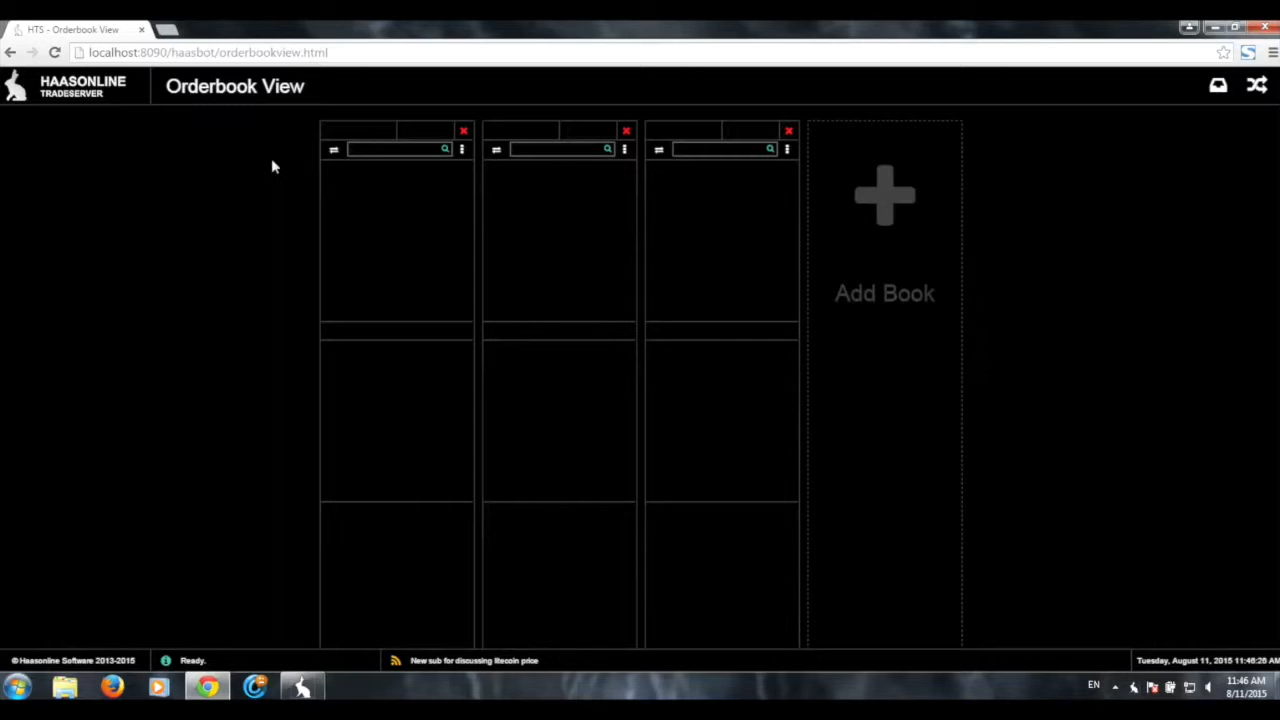 HTS - Orderbook View
localhost:8090/haasbot/orderbookview.html
HAASONLINE
TRADESERVER
Orderbook View
Add Book
© Haasonline Software 2013-2015
Ready.
New sub for discussing litecoin price
Tuesday, August 11, 2015 11:46:26 AM
EN
11:46 AM
8/11/2015